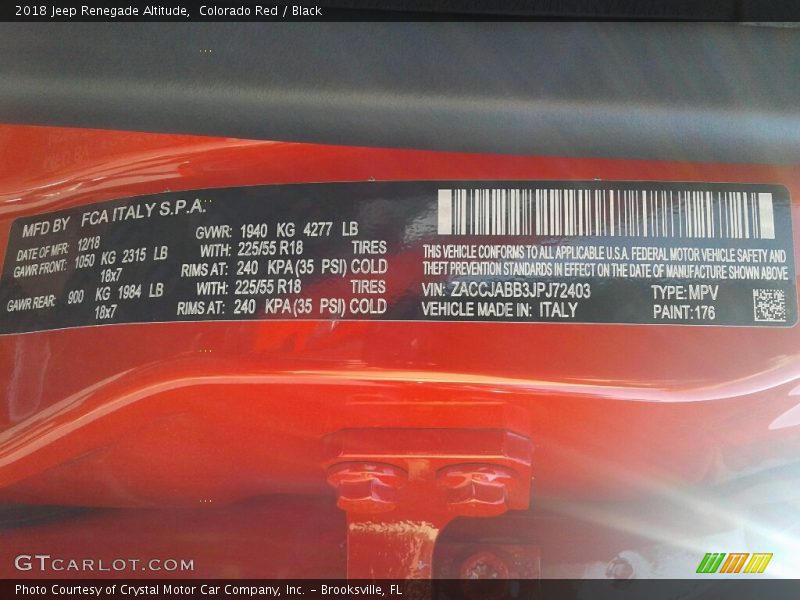 2018 Jeep Renegade Altitude,  Colorado Red / Black
MFD BY  FCA ITALY S.P.A.
DATE OF MFR: 12/18  GVWR: 1940 KG 4277 LB
GAWR FRONT: 1050 KG 2315 LB  WITH: 225/55 R18 TIRES
18x7  RIMS AT: 240 KPA(35 PSI) COLD
GAWR REAR: 900 KG 1984 LB  WITH: 225/55 R18 TIRES
18x7  RIMS AT: 240 KPA(35 PSI) COLD
THIS VEHICLE CONFORMS TO ALL APPLICABLE U.S.A. FEDERAL MOTOR VEHICLE SAFETY AND
THEFT PREVENTION STANDARDS IN EFFECT ON THE DATE OF MANUFACTURE SHOWN ABOVE
VIN: ZACCJABB3JPJ72403  TYPE: MPV
VEHICLE MADE IN: ITALY  PAINT: 176
GTCARLOT.COM
Photo Courtesy of Crystal Motor Car Company, Inc. – Brooksville, FL